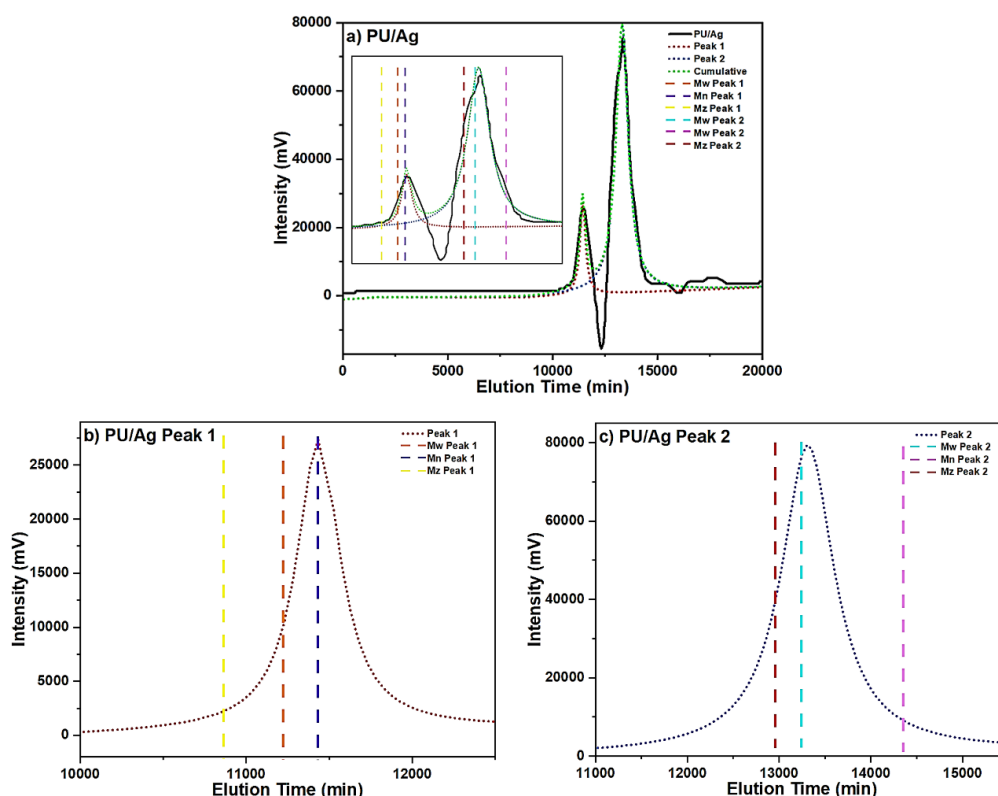 a) PU/Ag
PU/Ag
Peak 1
Peak 2
Cumulative
Mw Peak 1
Mn Peak 1
Mz Peak 1
Mw Peak 2
Mw Peak 2
Mz Peak 2
80000
60000
40000
20000
0
Intensity (mV)
0 5000 10000 15000 20000
Elution Time (min)
b) PU/Ag Peak 1
Peak 1
Mw Peak 1
Mn Peak 1
Mz Peak 1
25000
20000
15000
10000
5000
0
Intensity (mV)
10000 11000 12000
Elution Time (min)
c) PU/Ag Peak 2
Peak 2
Mw Peak 2
Mn Peak 2
Mz Peak 2
80000
60000
40000
20000
0
Intensity (mV)
11000 12000 13000 14000 15000
Elution Time (min)